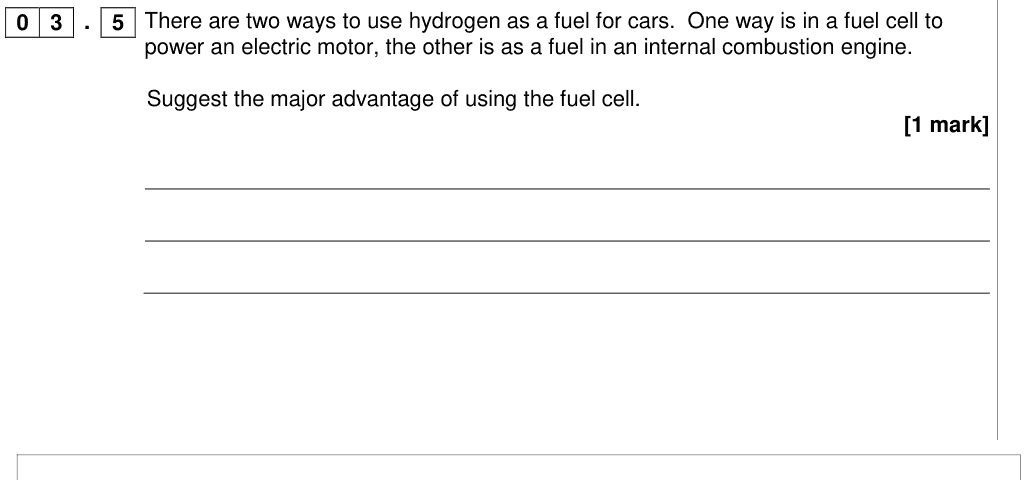 0 3 . 5 There are two ways to use hydrogen as a fuel for cars. One way is in a fuel cell to
power an electric motor, the other is as a fuel in an internal combustion engine.
Suggest the major advantage of using the fuel cell.
[1 mark]